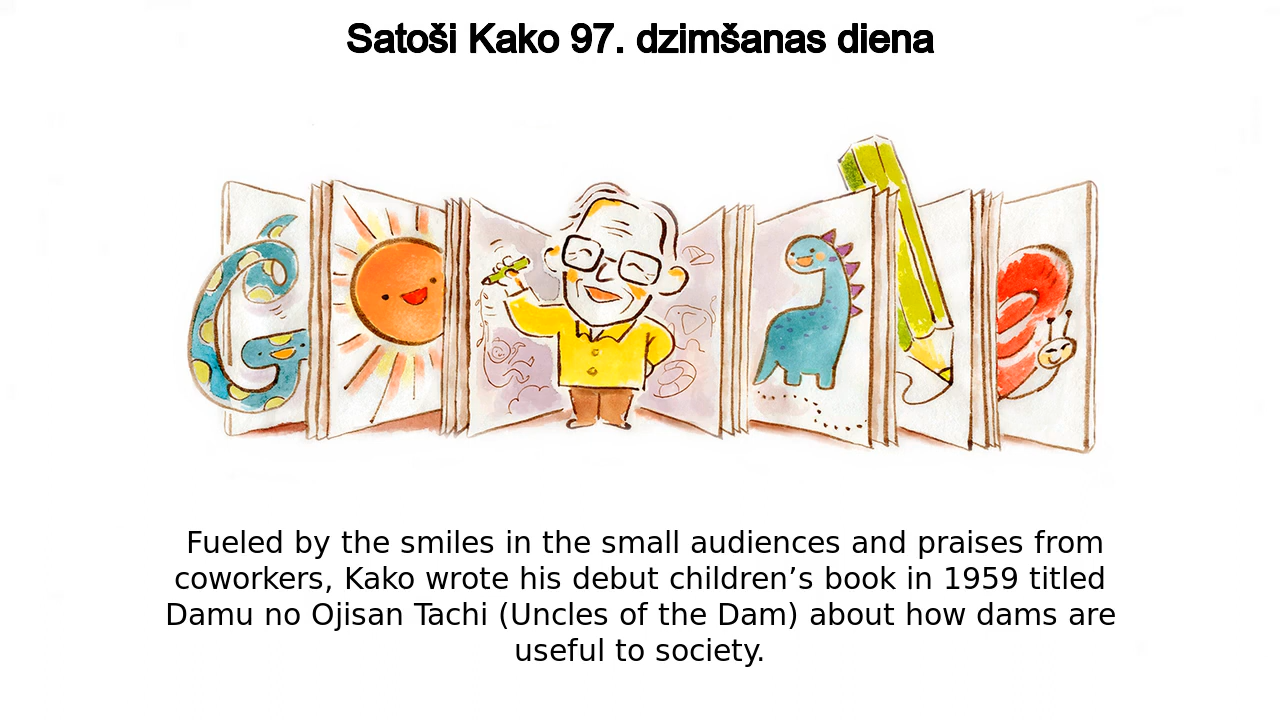 Satoši Kako 97. dzimšanas diena
Fueled by the smiles in the small audiences and praises from
coworkers, Kako wrote his debut children’s book in 1959 titled
Damu no Ojisan Tachi (Uncles of the Dam) about how dams are
useful to society.